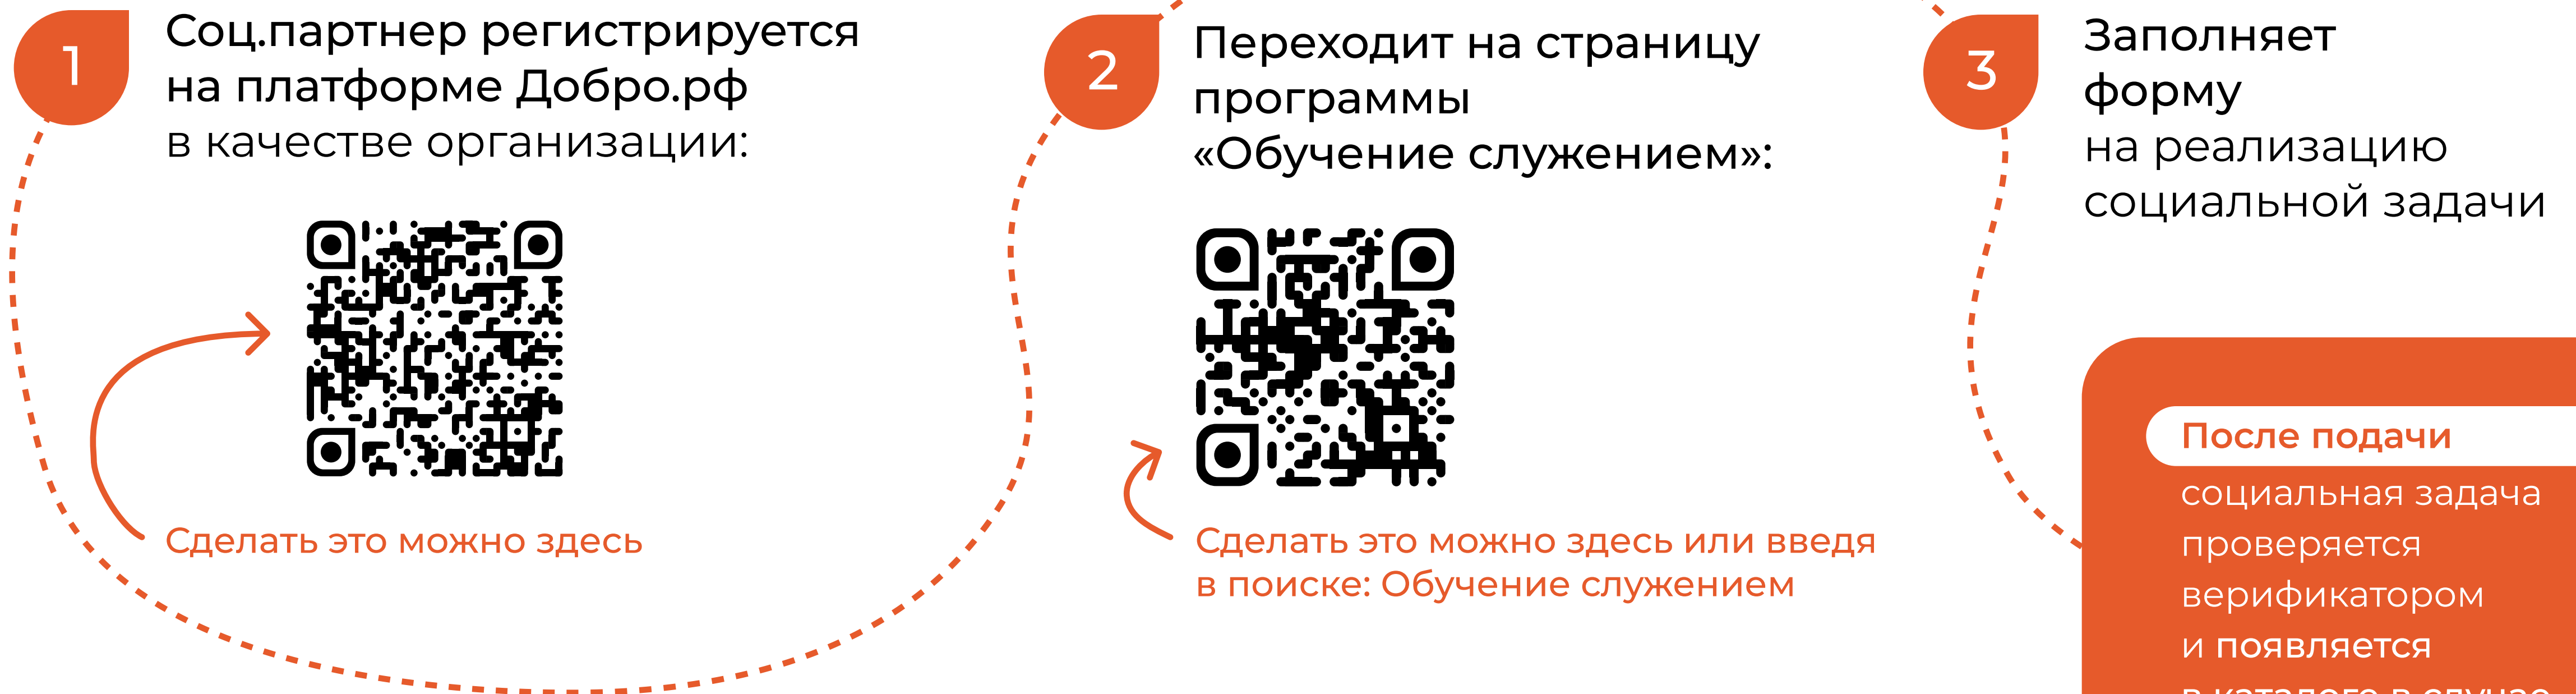 1
Соц.партнер регистрируется
на платформе Добро.рф
в качестве организации:
Сделать это можно здесь
2
Переходит на страницу
программы
«Обучение служением»:
Сделать это можно здесь или введя
в поиске: Обучение служением
3
Заполняет
форму
на реализацию
социальной задачи
После подачи
социальная задача
проверяется
верификатором
и появляется
в каталоге в случае